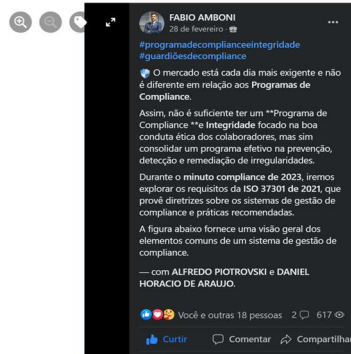 FABIO AMBONI
28 de fevereiro ·
#programadecomplianceeintegridade
#guardiõesdecompliance
O mercado está cada dia mais exigente e não
é diferente em relação aos Programas de
Compliance.
Assim, não é suficiente ter um **Programa de
Compliance **e Integridade focado na boa
conduta ética dos colaboradores, mas sim
consolidar um programa efetivo na prevenção,
detecção e remediação de irregularidades.
Durante o minuto compliance de 2023, iremos
explorar os requisitos da ISO 37301 de 2021, que
provê diretrizes sobre os sistemas de gestão de
compliance e práticas recomendadas.
A figura abaixo fornece uma visão geral dos
elementos comuns de um sistema de gestão de
compliance.
— com ALFREDO PIOTROVSKI e DANIEL
HORACIO DE ARAUJO.
Você e outras 18 pessoas 2 617
Curtir Comentar Compartilhar